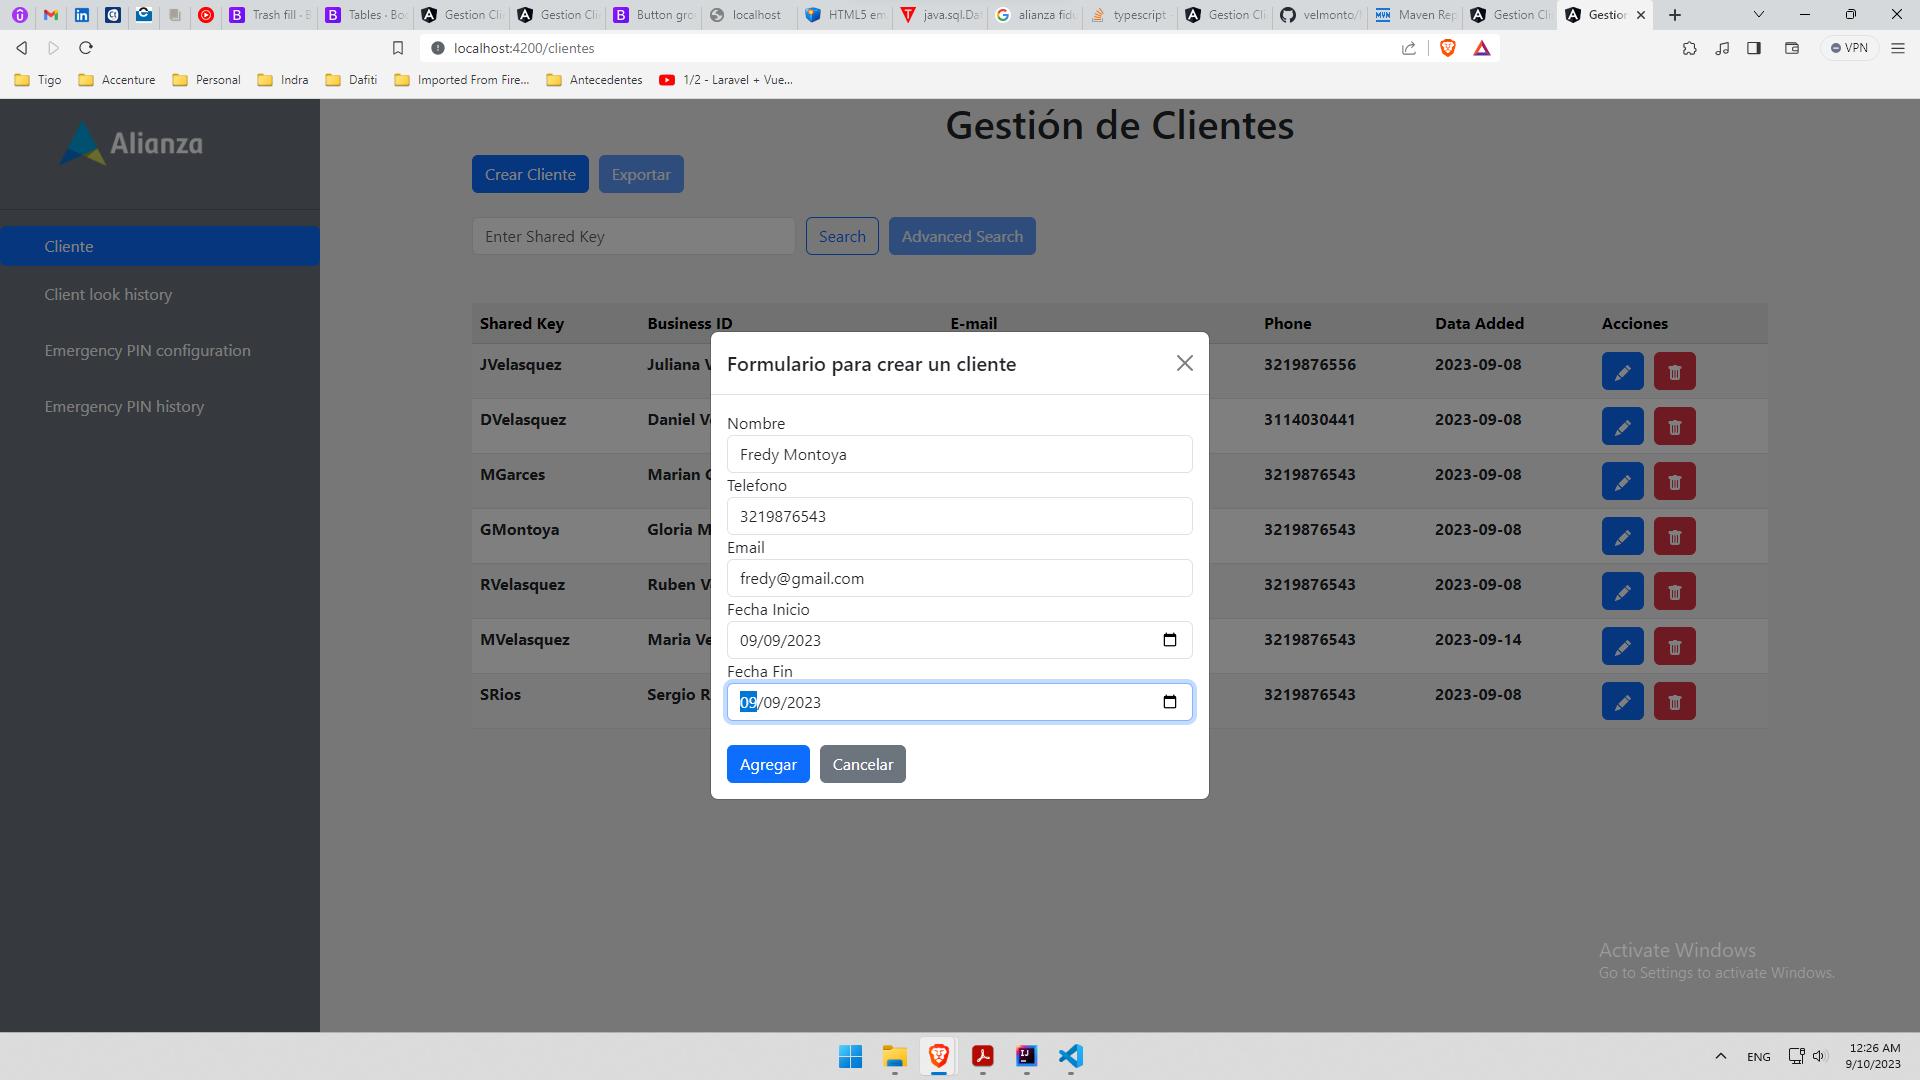 Trash fill - B
Tables · Boo
Gestion Cli
Gestion Cli
Button gro
localhost
HTML5 em
java.sql.Dat
alianza fidu
typescript -
Gestion Cli
velmonto/
Maven Rep
Gestion Cli
Gestion
localhost:4200/clientes
VPN
Tigo
Accenture
Personal
Indra
Dafiti
Imported From Fire...
Antecedentes
1/2 - Laravel + Vue...
Alianza
Cliente
Client look history
Emergency PIN configuration
Emergency PIN history
Gestión de Clientes
Crear Cliente
Exportar
Enter Shared Key
Search
Advanced Search
Shared Key Business ID E-mail Phone Data Added Acciones
JVelasquez Juliana V 3219876556 2023-09-08
DVelasquez Daniel Ve 3114030441 2023-09-08
MGarces Marian G 3219876543 2023-09-08
GMontoya Gloria M 3219876543 2023-09-08
RVelasquez Ruben V 3219876543 2023-09-08
MVelasquez Maria Ve 3219876543 2023-09-14
SRios Sergio R 3219876543 2023-09-08
Formulario para crear un cliente
Nombre
Fredy Montoya
Telefono
3219876543
Email
fredy@gmail.com
Fecha Inicio
09/09/2023
Fecha Fin
09/09/2023
Agregar
Cancelar
Activate Windows
Go to Settings to activate Windows.
ENG
12:26 AM
9/10/2023